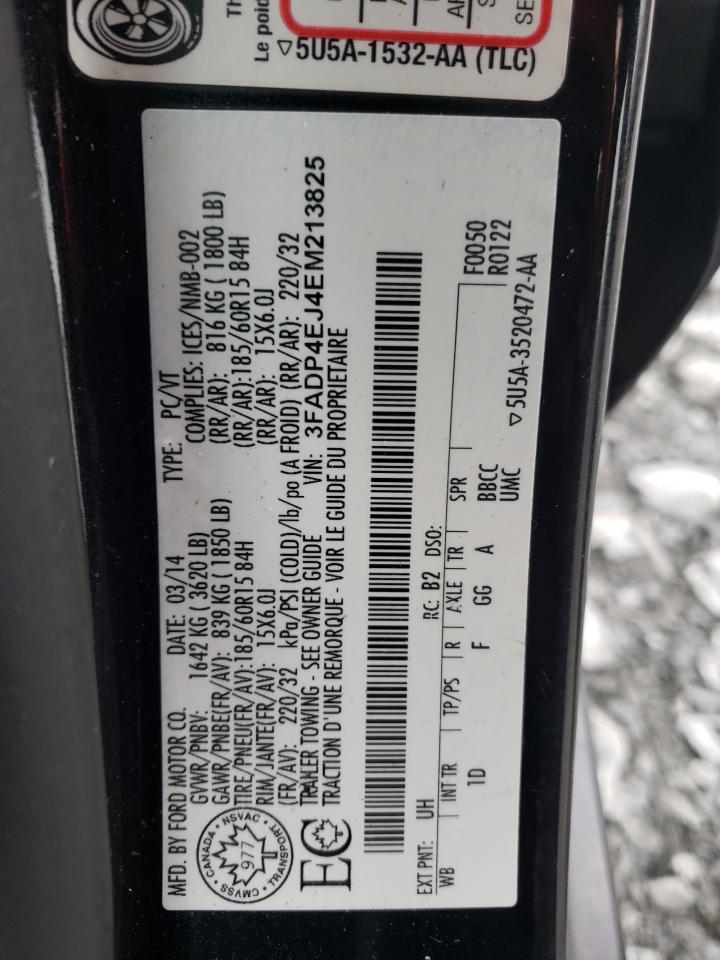 Th
Le poid
AR
S
SE
▽5U5A-1532-AA (TLC)
MFD. BY FORD MOTOR CO. DATE: 03/14 TYPE: PC/VT
GVWR/PNBV: 1642 KG ( 3620 LB) COMPLIES: ICES/NMB-002
GAWR/PNBE(FR/AV): 839 KG ( 1850 LB) (RR/AR): 816 KG ( 1800 LB)
TIRE/PNEU(FR/AV):185/60R15 84H (RR/AR):185/60R15 84H
RIM/JANTE(FR/AV): 15X6.0J (RR/AR): 15X6.0J
(FR/AV): 220/32 kPa/PSI (COLD)/lb/po (A FROID) (RR/AR): 220/32
TRAILER TOWING - SEE OWNER GUIDE VIN: 3FADP4EJ4EM213825
TRACTION D'UNE REMORQUE - VOIR LE GUIDE DU PROPRIETAIRE
CANADA • NSVAC • TRANSPORT • CMVSS •
977
EC
EXT PNT: UH RC: B2 DSO: F0050
WB INT TR TP/PS R AXLE TR SPR R0122
1D F GG A BBCC
UMC
▽5U5A-3520472-AA